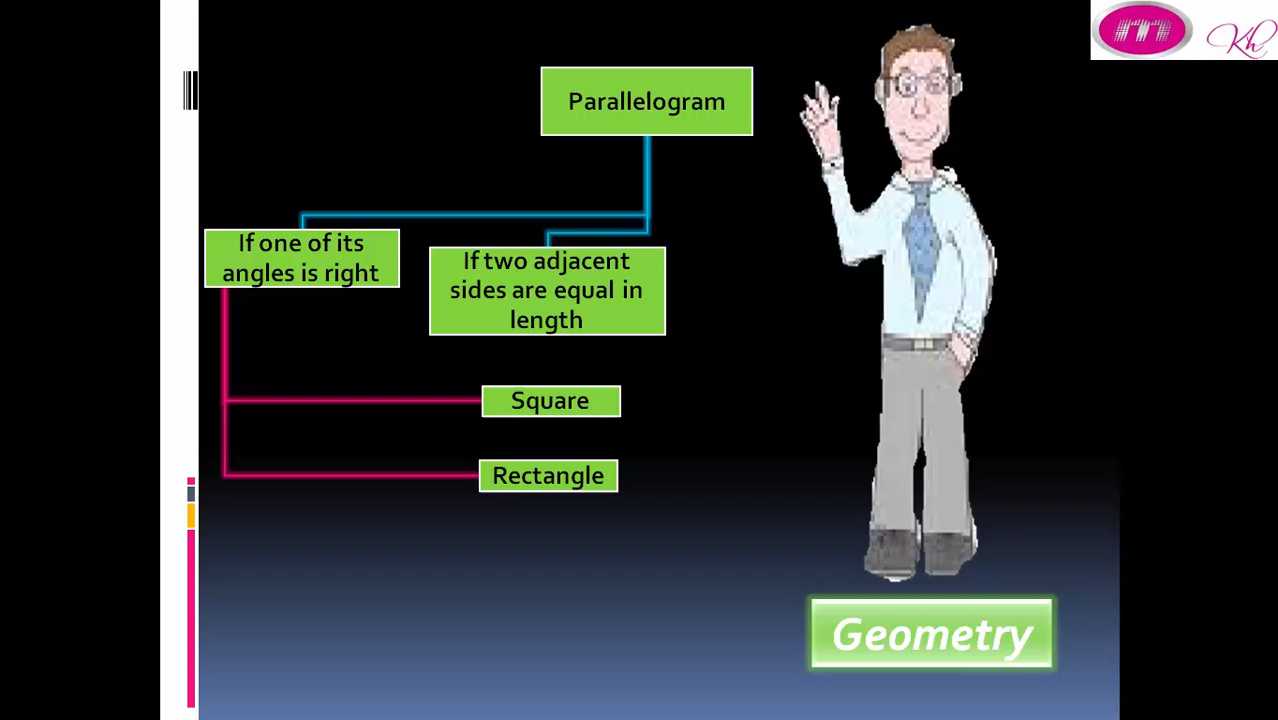 Kh
Parallelogram
If one of its
angles is right
If two adjacent
sides are equal in
length
Square
Rectangle
Geometry